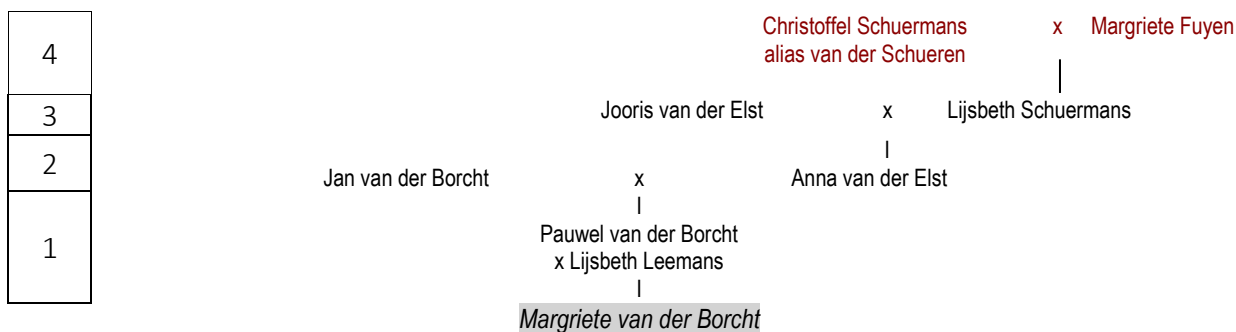 Christoffel Schuermans x Margriete Fuyen
4 alias van der Schueren
|
3 Jooris van der Elst x Lijsbeth Schuermans
l
2 Jan van der Borcht x Anna van der Elst
l
Pauwel van der Borcht
1 x Lijsbeth Leemans
l
Margriete van der Borcht